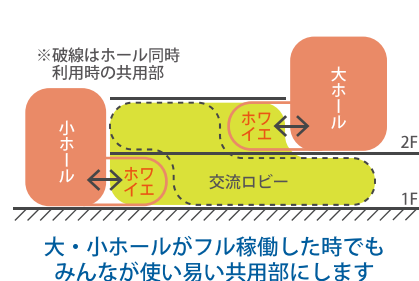 ※破線はホール同時
利用時の共用部
大ホール
ホワ
イエ
小ホール
2F
ホワ
イエ
交流ロビー
1F
大・小ホールがフル稼働した時でも
みんなが使い易い共用部にします